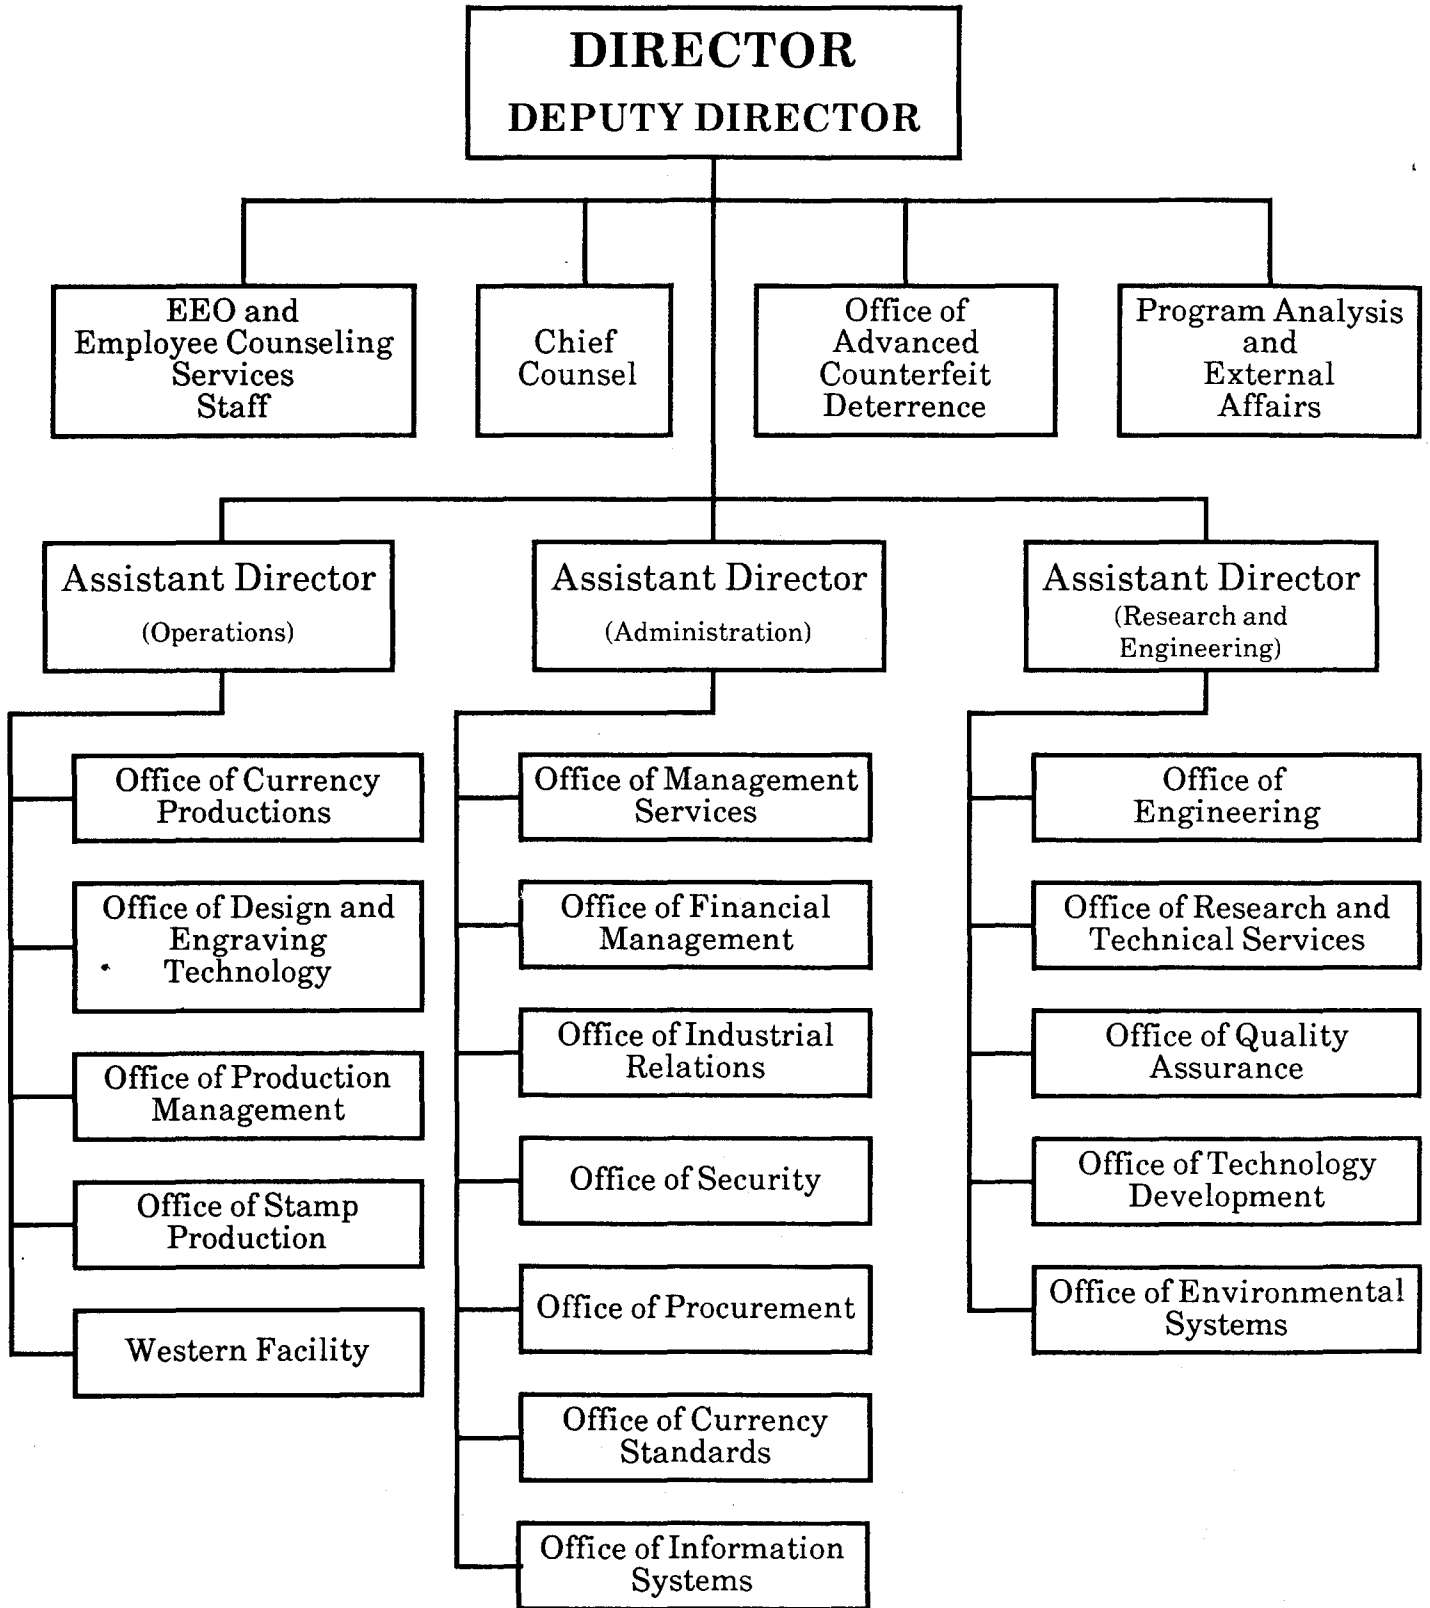 DIRECTOR
DEPUTY DIRECTOR
EEO and
Employee Counseling
Services
Staff
Chief
Counsel
Office of
Advanced
Counterfeit
Deterrence
Program Analysis
and
External
Affairs
Assistant Director
(Operations)
Assistant Director
(Administration)
Assistant Director
(Research and
Engineering)
Office of Currency
Productions
Office of Design and
Engraving
Technology
Office of Production
Management
Office of Stamp
Production
Western Facility
Office of Management
Services
Office of Financial
Management
Office of Industrial
Relations
Office of Security
Office of Procurement
Office of Currency
Standards
Office of Information
Systems
Office of
Engineering
Office of Research and
Technical Services
Office of Quality
Assurance
Office of Technology
Development
Office of Environmental
Systems